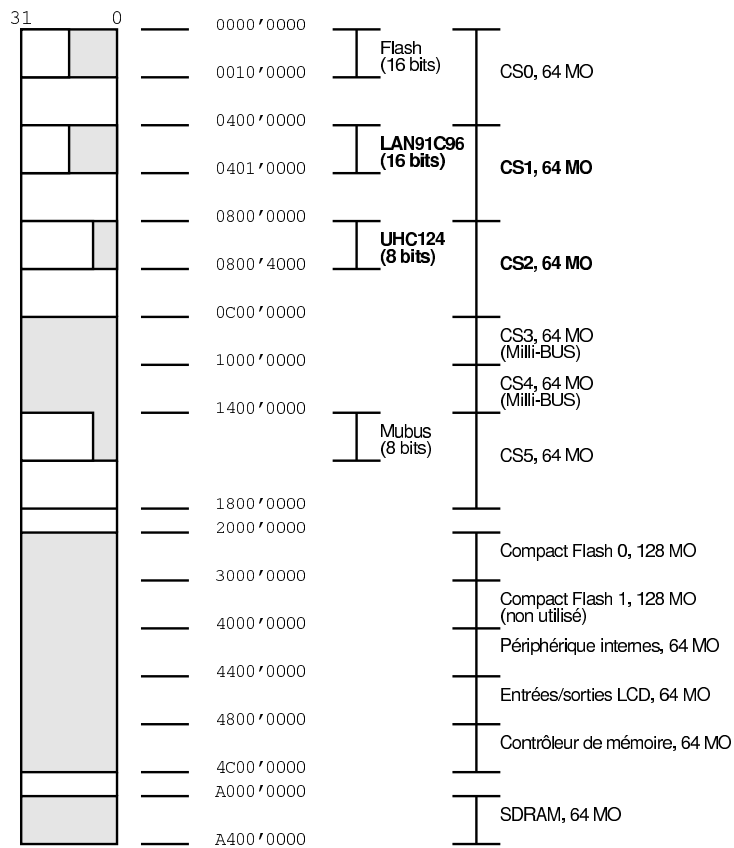 31 0
0000'0000
Flash
(16 bits)
0010'0000
CS0, 64 MO
0400'0000
LAN91C96
(16 bits)
0401'0000
CS1, 64 MO
0800'0000
UHC124
(8 bits)
0800'4000
CS2, 64 MO
0C00'0000
CS3, 64 MO
(Milli-BUS)
1000'0000
CS4, 64 MO
(Milli-BUS)
1400'0000
Mubus
(8 bits)
CS5, 64 MO
1800'0000
2000'0000
Compact Flash 0, 128 MO
3000'0000
Compact Flash 1, 128 MO
(non utilisé)
4000'0000
Périphérique internes, 64 MO
4400'0000
Entrées/sorties LCD, 64 MO
4800'0000
Contrôleur de mémoire, 64 MO
4C00'0000
A000'0000
SDRAM, 64 MO
A400'0000